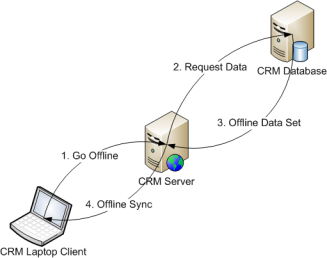 2. Request Data
CRM Database
3. Offline Data Set
1. Go Offline
CRM Server
4. Offline Sync
CRM Laptop Client